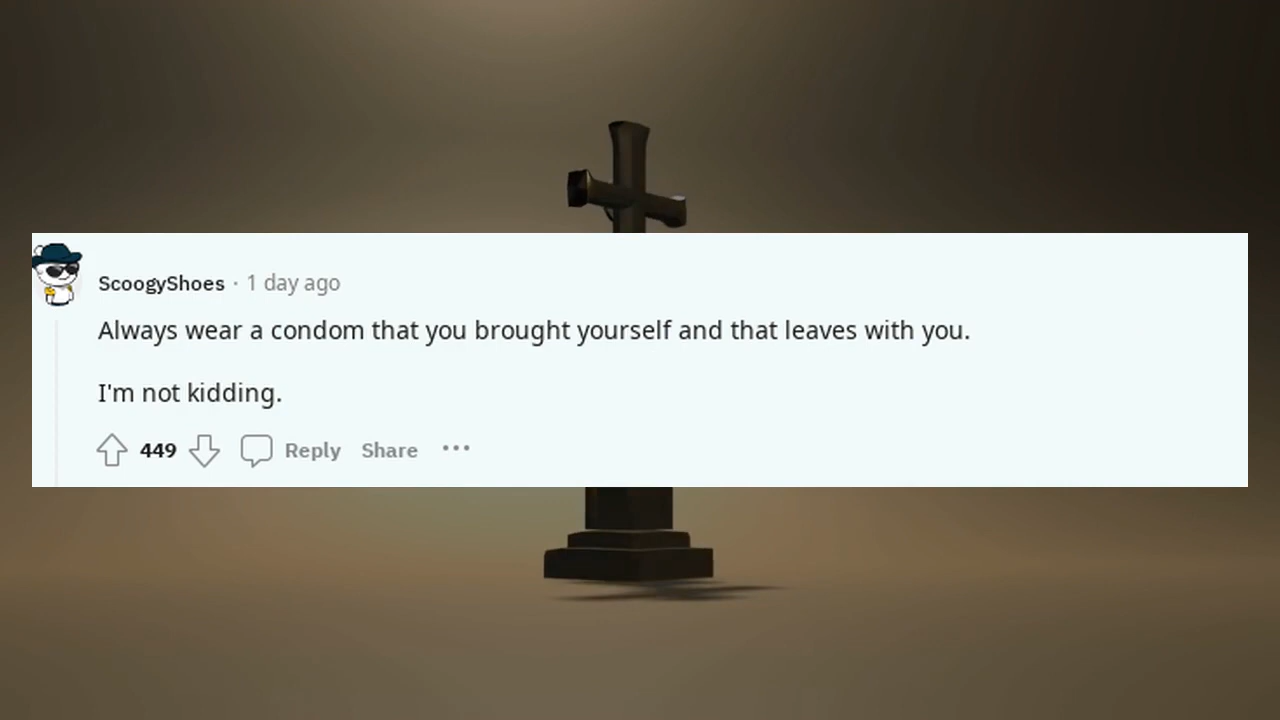 ScoogyShoes · 1 day ago
Always wear a condom that you brought yourself and that leaves with you.
I'm not kidding.
449 Reply Share ···